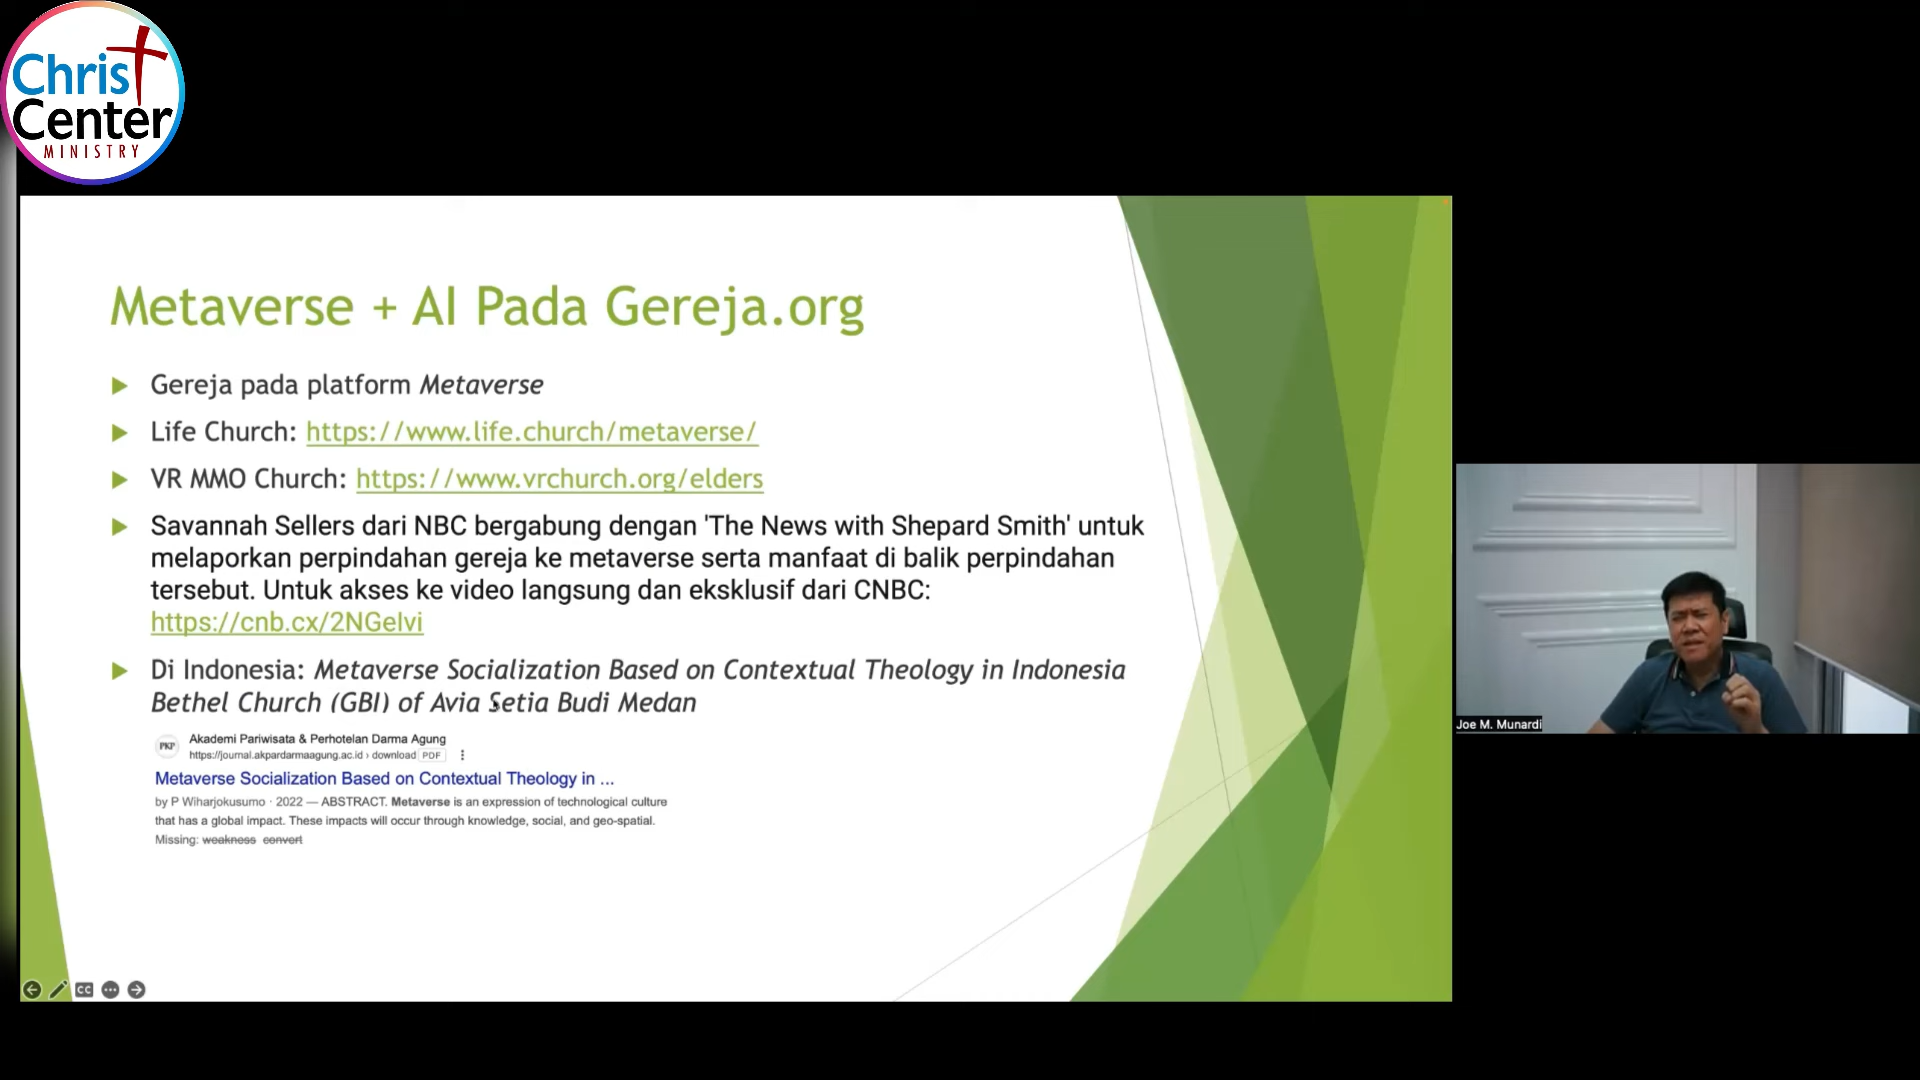 Christ
Center
MINISTRY
Metaverse + AI Pada Gereja.org
Gereja pada platform Metaverse
Life Church: https://www.life.church/metaverse/
VR MMO Church: https://www.vrchurch.org/elders
Savannah Sellers dari NBC bergabung dengan 'The News with Shepard Smith' untuk
melaporkan perpindahan gereja ke metaverse serta manfaat di balik perpindahan
tersebut. Untuk akses ke video langsung dan eksklusif dari CNBC:
https://cnb.cx/2NGeIvi
Di Indonesia: Metaverse Socialization Based on Contextual Theology in Indonesia
Bethel Church (GBI) of Avia Setia Budi Medan
PKP
Akademi Pariwisata & Perhotelan Darma Agung
https://journal.akpardarmaagung.ac.id › download PDF
Metaverse Socialization Based on Contextual Theology in ...
by P Wiharjokusumo · 2022 — ABSTRACT. Metaverse is an expression of technological culture
that has a global impact. These impacts will occur through knowledge, social, and geo-spatial.
Missing: weakness convert
CC
Joe M. Munardi